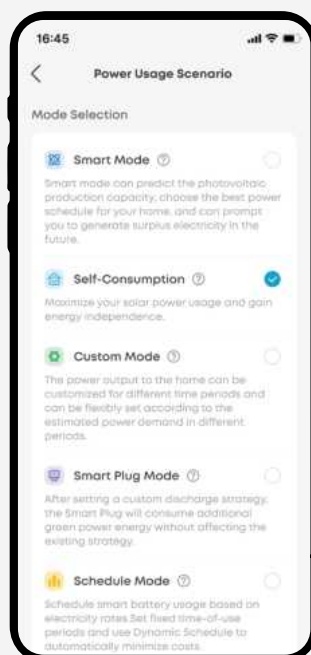 16:45
Power Usage Scenario
Mode Selection
Smart Mode
Smart mode can predict the photovoltaic
production capacity, choose the best power
schedule for your home, and can prompt
you to generate surplus electricity in the
future.
Self-Consumption
Maximize your solar power usage and gain
energy independence.
Custom Mode
The power output to the home can be
customized for different time periods and
can be flexibly set according to the
estimated power demand in different
periods.
Smart Plug Mode
After setting a custom discharge strategy,
the Smart Plug will consume additional
green power energy without affecting the
existing strategy.
Schedule Mode
Schedule smart battery usage based on
electricity rates.Set fixed time-of-use
periods and use Dynamic Schedule to
automatically minimize costs.